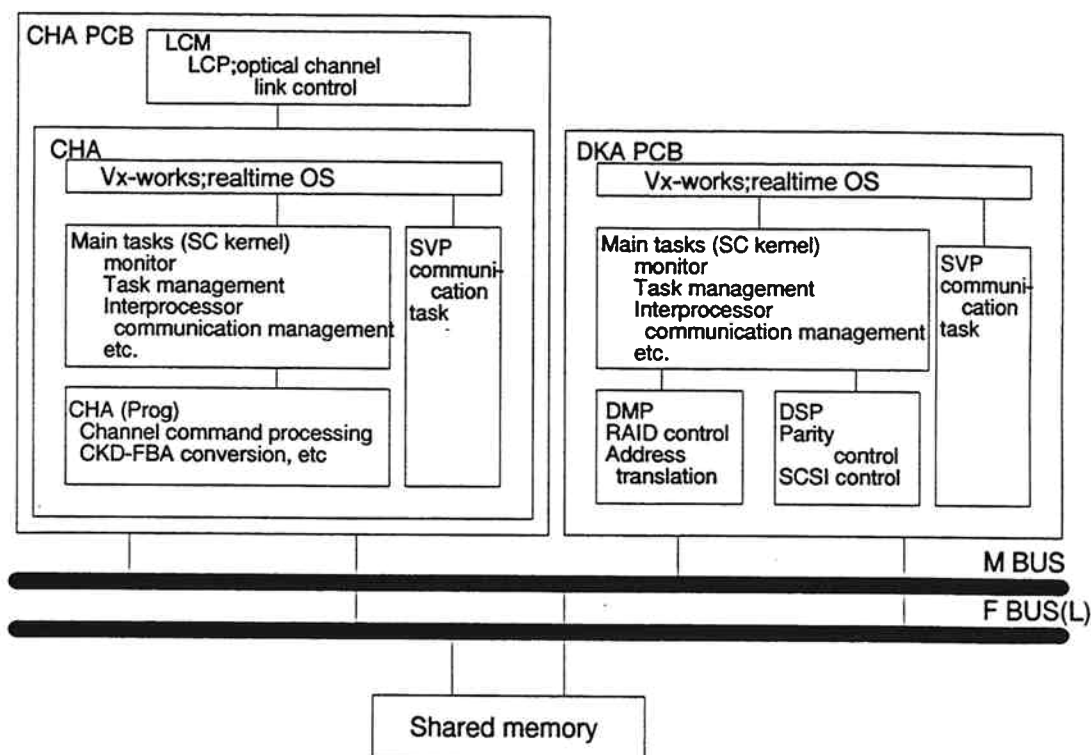 CHA PCB
LCM
LCP;optical channel
link control
CHA
Vx-works;realtime OS
Main tasks (SC kernel)
monitor
Task management
Interprocessor
communication management
etc.
SVP
communi-
cation
task
CHA (Prog)
Channel command processing
CKD-FBA conversion, etc
DKA PCB
Vx-works;realtime OS
Main tasks (SC kernel)
monitor
Task management
Interprocessor
communication management
etc.
SVP
communi-
cation
task
DMP
RAID control
Address
translation
DSP
Parity
control
SCSI control
M BUS
F BUS(L)
Shared memory